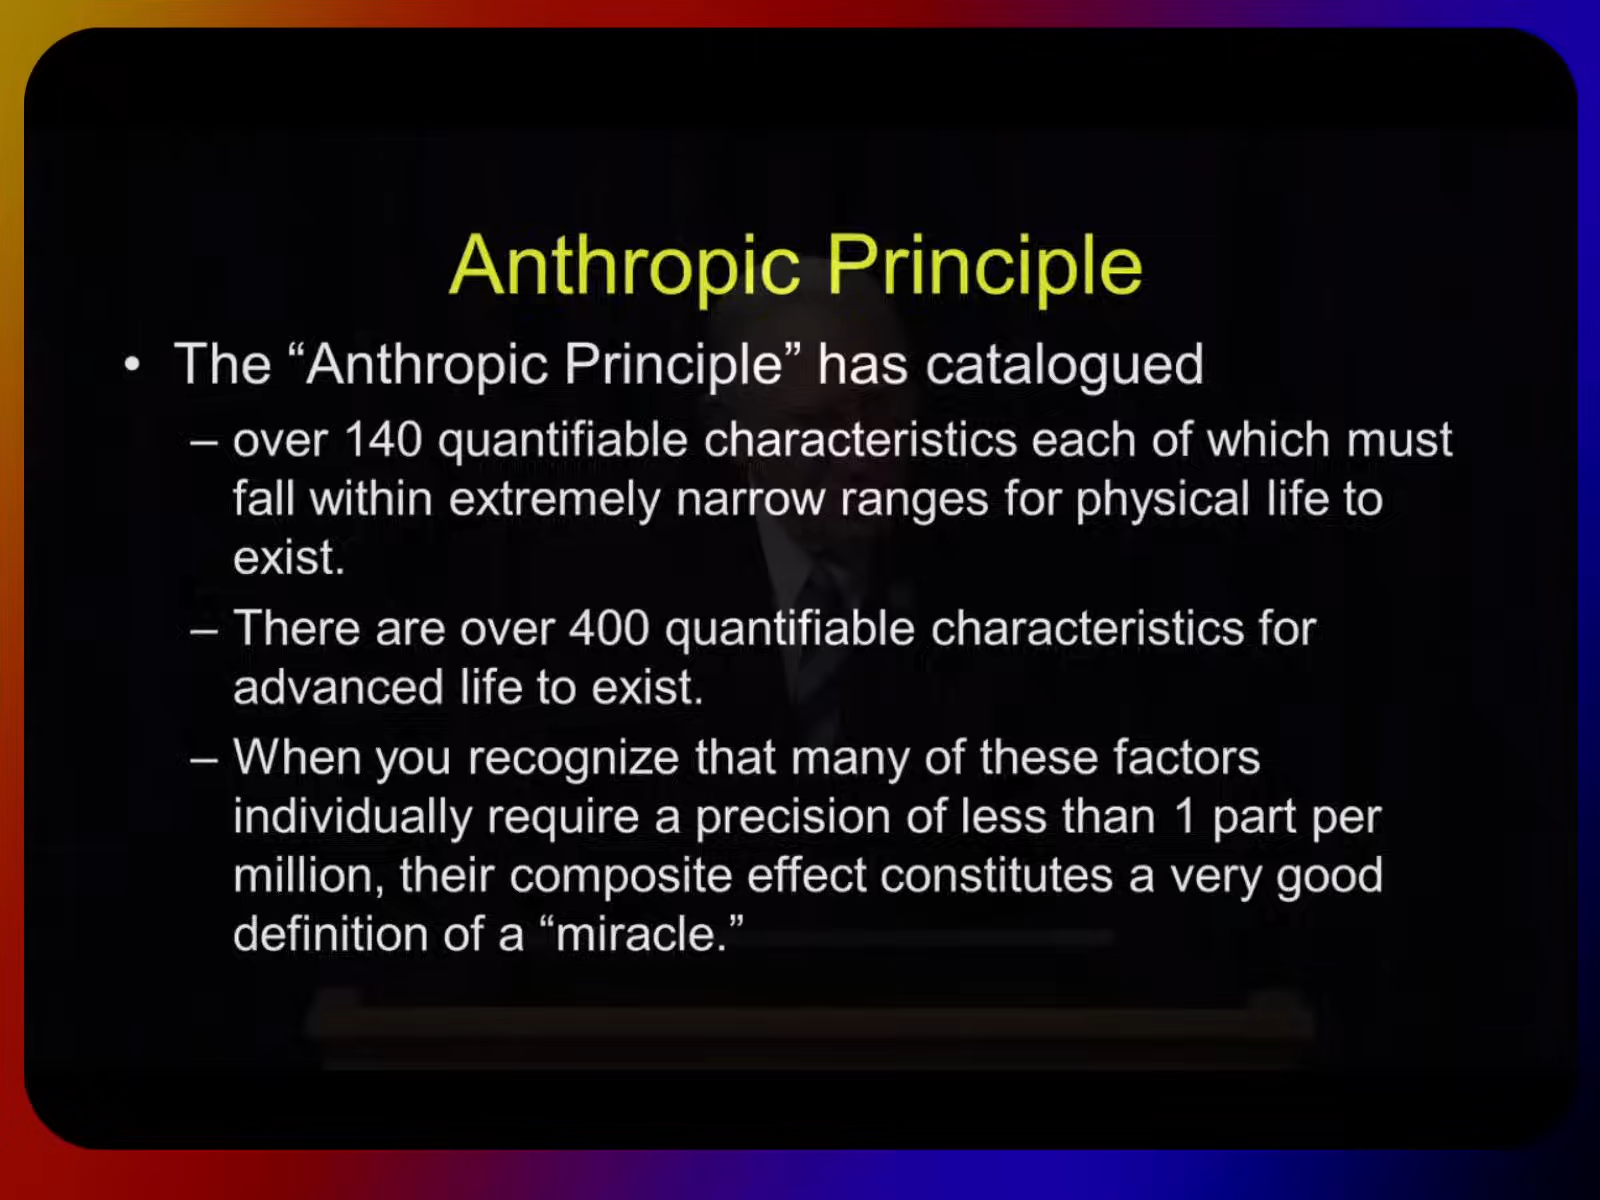 Anthropic Principle
• The “Anthropic Principle” has catalogued
– over 140 quantifiable characteristics each of which must
fall within extremely narrow ranges for physical life to
exist.
– There are over 400 quantifiable characteristics for
advanced life to exist.
– When you recognize that many of these factors
individually require a precision of less than 1 part per
million, their composite effect constitutes a very good
definition of a “miracle.”